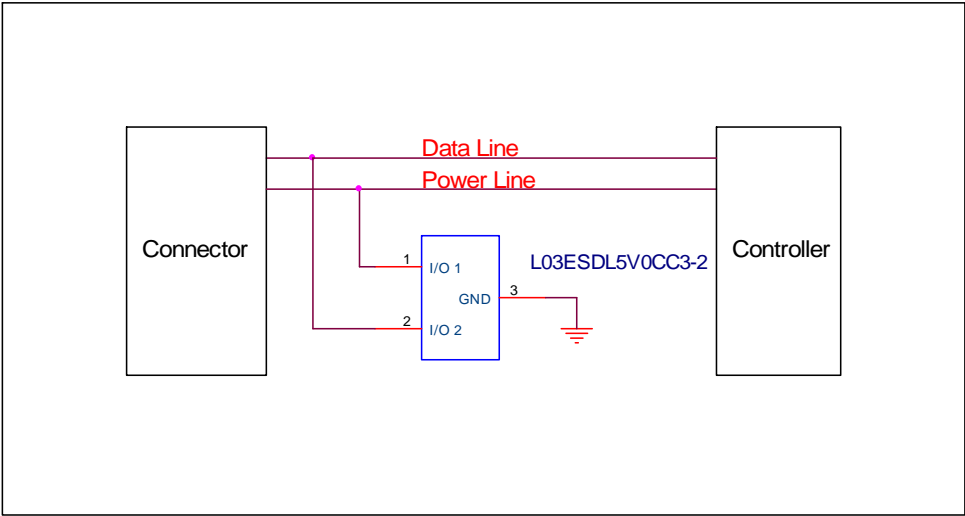 Data Line
Power Line
Connector
Controller
L03ESDL5V0CC3-2
1
I/O 1
GND
3
2
I/O 2